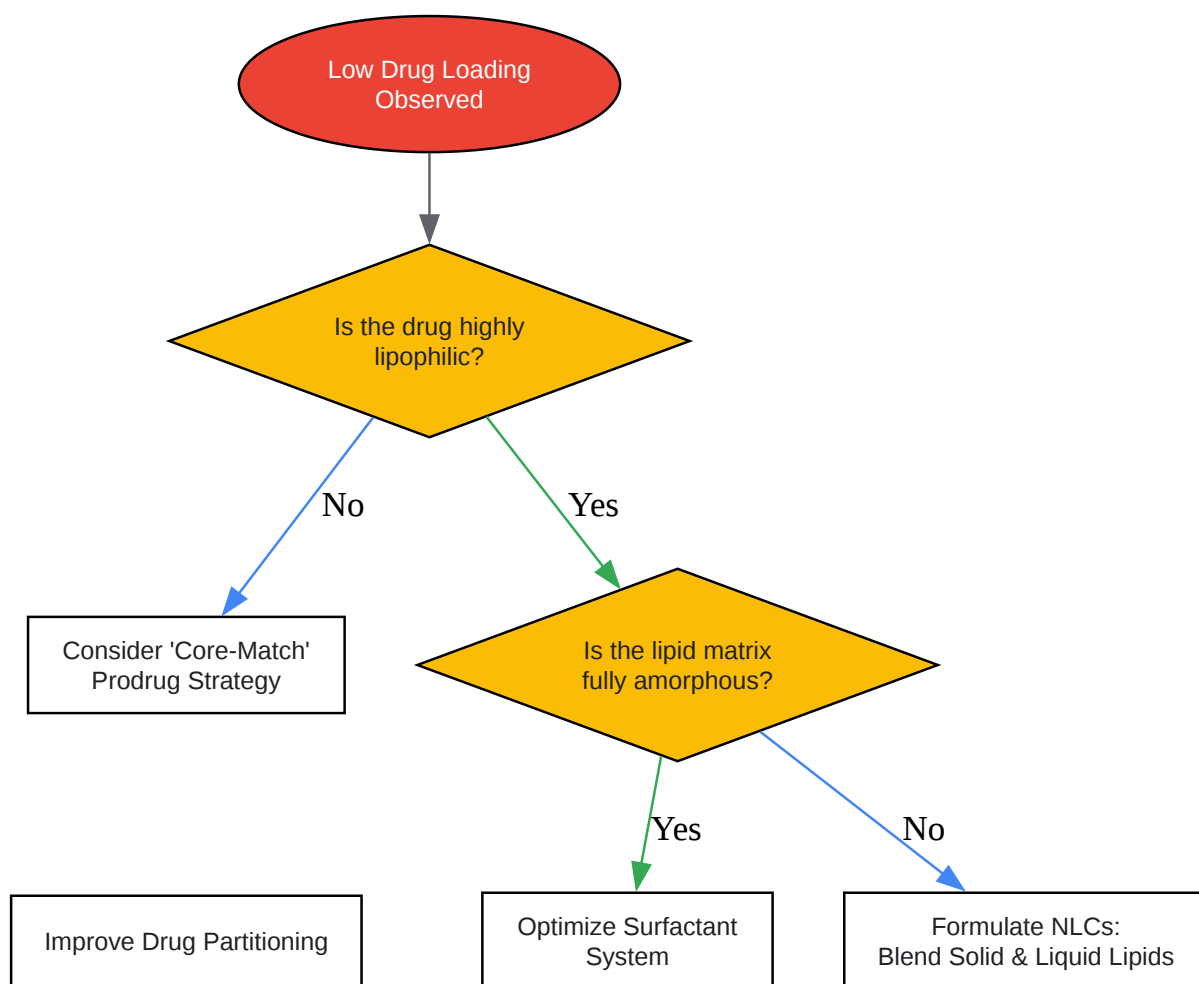 Low Drug Loading
Observed
Is the drug highly
lipophilic?
No
Yes
Consider 'Core-Match'
Prodrug Strategy
Is the lipid matrix
fully amorphous?
Yes
No
Improve Drug Partitioning
Optimize Surfactant
System
Formulate NLCs:
Blend Solid & Liquid Lipids